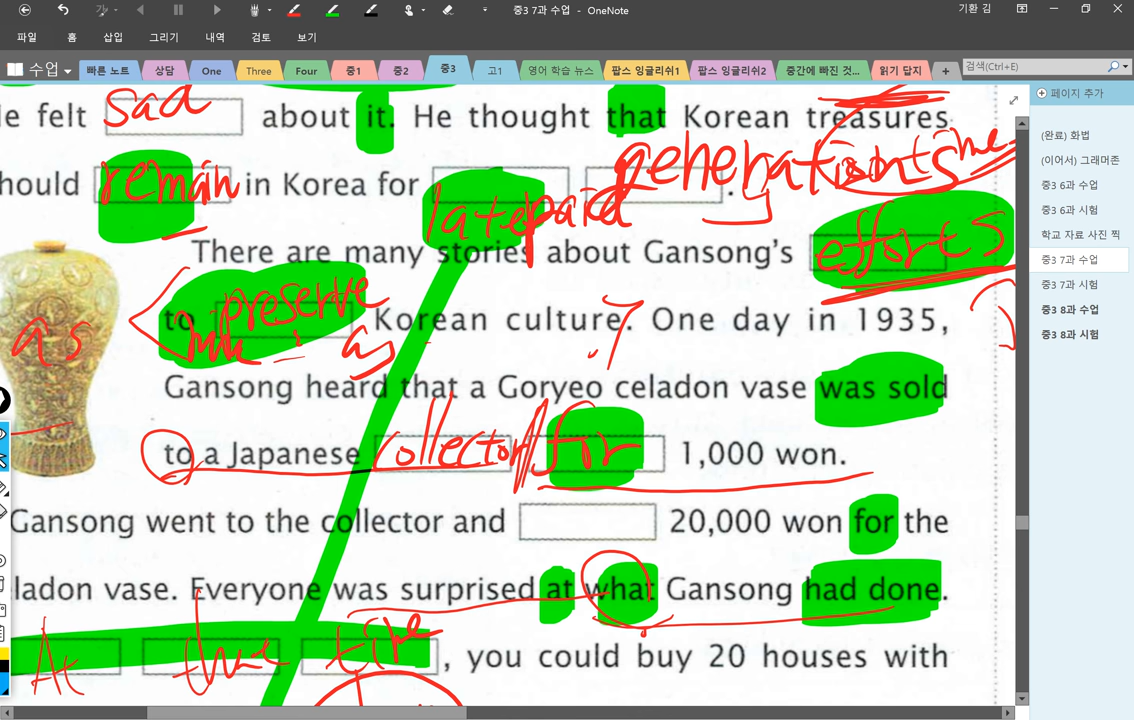 중3 7과 수업 - OneNote
기환 김
파일 홈 삽입 그리기 내역 검토 보기
수업 빠른 노트 상담 One Three Four 중1 중2 중3 고1 영어 학습 뉴스 팝스 잉글리쉬1 팝스 잉글리쉬2 중간에 빠진 것... 읽기 답지 + 검색(Ctrl+E)
페이지 추가
(완료) 화법
(이어서) 그래머존
중3 6과 수업
중3 6과 시험
학교 자료 사진 찍
중3 7과 수업
중3 7과 시험
중3 8과 수업
중3 8과 시험
He felt sad about it. He thought that Korean treasures
should remain in Korea for later generations.
paid
There are many stories about Gansong's efforts
as
to preserve Korean culture. One day in 1935,
as
Gansong heard that a Goryeo celadon vase was sold
to a Japanese collector for 1,000 won.
Gansong went to the collector and 20,000 won for the
ladon vase. Everyone was surprised at what Gansong had done.
At the time, you could buy 20 houses with